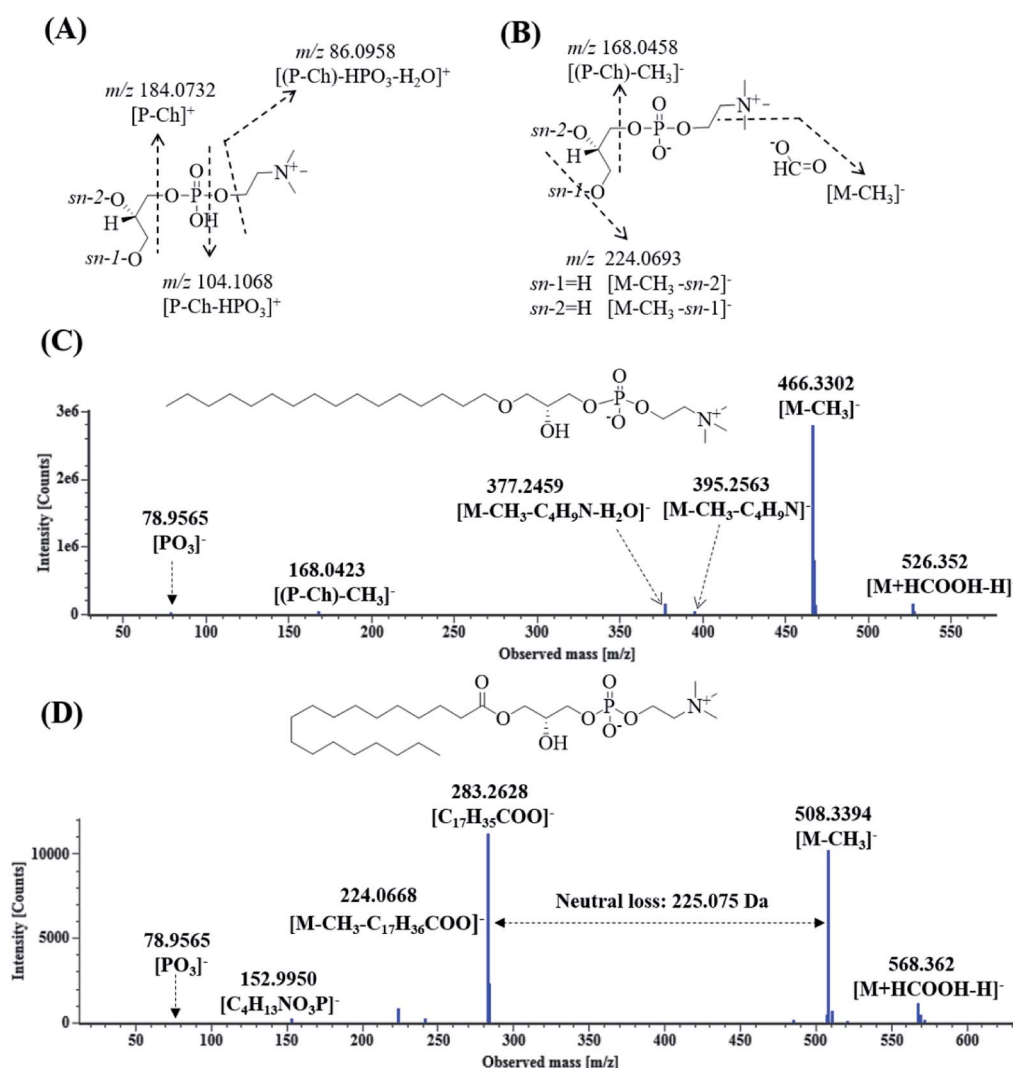 (A)
m/z 86.0958
[(P-Ch)-HPO₃-H₂O]⁺
m/z 184.0732
[P-Ch]⁺
O
N⁺
sn-2-O
O-P-O
H
OH
sn-1-O
m/z 104.1068
[P-Ch-HPO₃]⁺
(B)
m/z 168.0458
[(P-Ch)-CH₃]⁻
O
N⁺
sn-2-O
O-P-O
H
O⁻
⁻O
HC=O
sn-1-O
[M-CH₃]⁻
m/z 224.0693
sn-1=H [M-CH₃-sn-2]⁻
sn-2=H [M-CH₃-sn-1]⁻
(C)
466.3302
[M-CH₃]⁻
O
O
O-P-O
⁻O
OH
N⁺
3e6
2e6
1e6
0
Intensity [Counts]
377.2459
[M-CH₃-C₄H₉N-H₂O]⁻
395.2563
[M-CH₃-C₄H₉N]⁻
78.9565
[PO₃]⁻
168.0423
[(P-Ch)-CH₃]⁻
526.352
[M+HCOOH-H]⁻
50 100 150 200 250 300 350 400 450 500 550
Observed mass [m/z]
(D)
O
O
O
O-P-O
O⁻
OH
N⁺
283.2628
[C₁₇H₃₅COO]⁻
508.3394
[M-CH₃]⁻
10000
5000
0
Intensity [Counts]
224.0668
[M-CH₃-C₁₇H₃₆COO]⁻
Neutral loss: 225.075 Da
78.9565
[PO₃]⁻
152.9950
[C₄H₁₃NO₃P]⁻
568.362
[M+HCOOH-H]⁻
50 100 150 200 250 300 350 400 450 500 550 600
Observed mass [m/z]